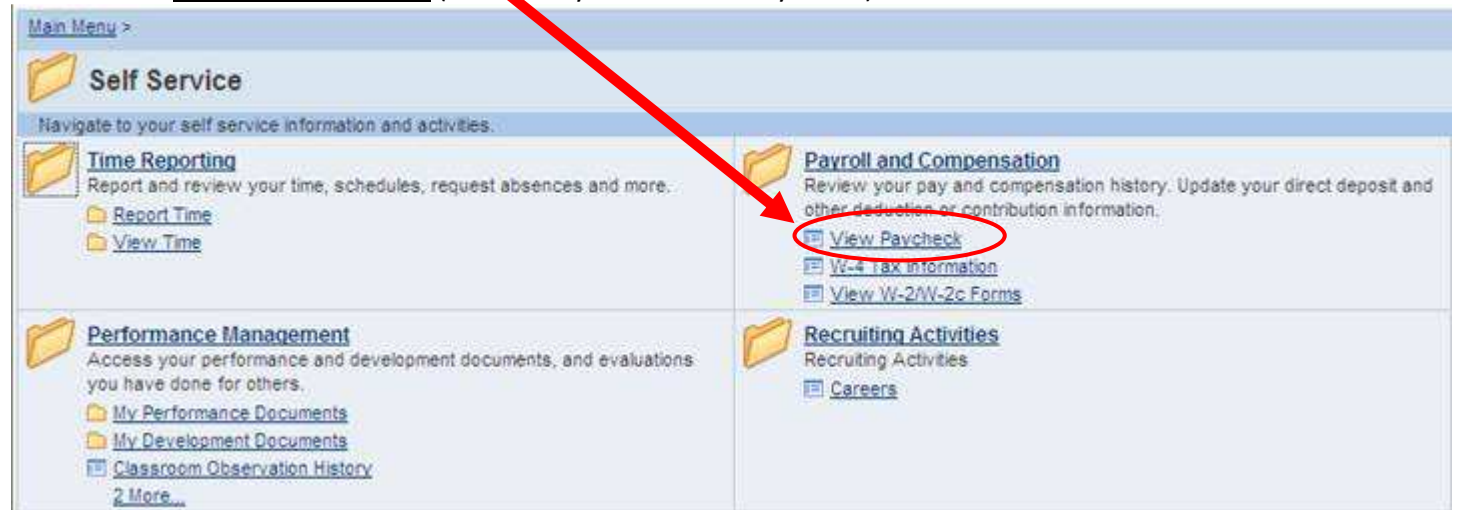 Main Menu >
Self Service
Navigate to your self service information and activities.
Time Reporting
Report and review your time, schedules, request absences and more.
Report Time
View Time
Payroll and Compensation
Review your pay and compensation history. Update your direct deposit and
other deduction or contribution information.
View Paycheck
W-4 Tax Information
View W-2/W-2c Forms
Performance Management
Access your performance and development documents, and evaluations
you have done for others.
My Performance Documents
My Development Documents
Classroom Observation History
2 More...
Recruiting Activities
Recruiting Activities
Careers